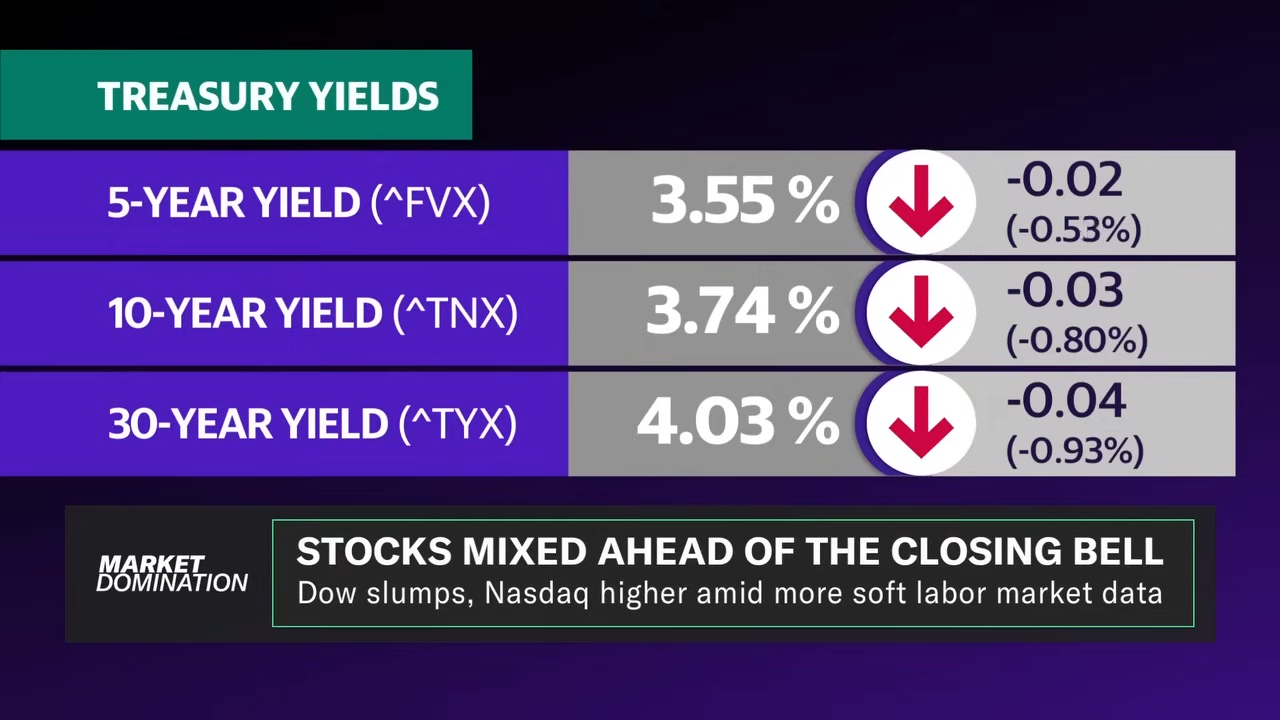 TREASURY YIELDS
5-YEAR YIELD (^FVX) 3.55 % -0.02
(-0.53%)
10-YEAR YIELD (^TNX) 3.74 % -0.03
(-0.80%)
30-YEAR YIELD (^TYX) 4.03 % -0.04
(-0.93%)
MARKET
DOMINATION
STOCKS MIXED AHEAD OF THE CLOSING BELL
Dow slumps, Nasdaq higher amid more soft labor market data